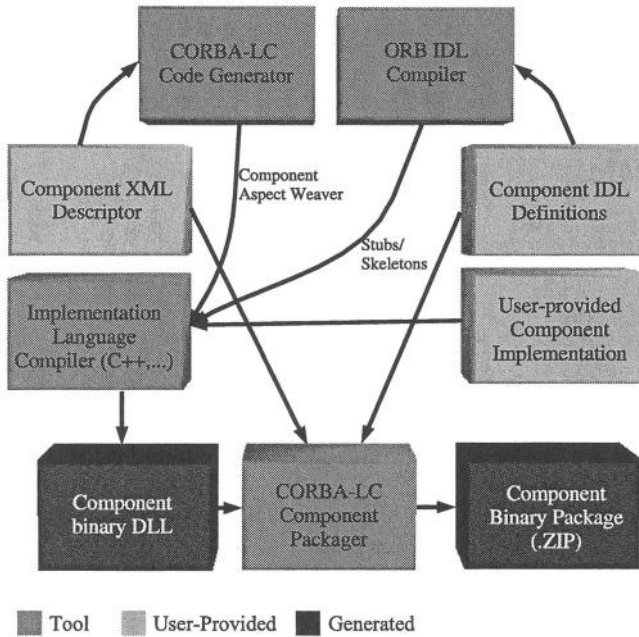 CORBA-LC
Code Generator
ORB IDL
Compiler
Component
Aspect Weaver
Component XML
Descriptor
Component IDL
Definitions
Stubs/
Skeletons
Implementation
Language
Compiler (C++,...)
User-provided
Component
Implementation
Component
binary DLL
CORBA-LC
Component
Packager
Component
Binary Package
(.ZIP)
Tool
User-Provided
Generated